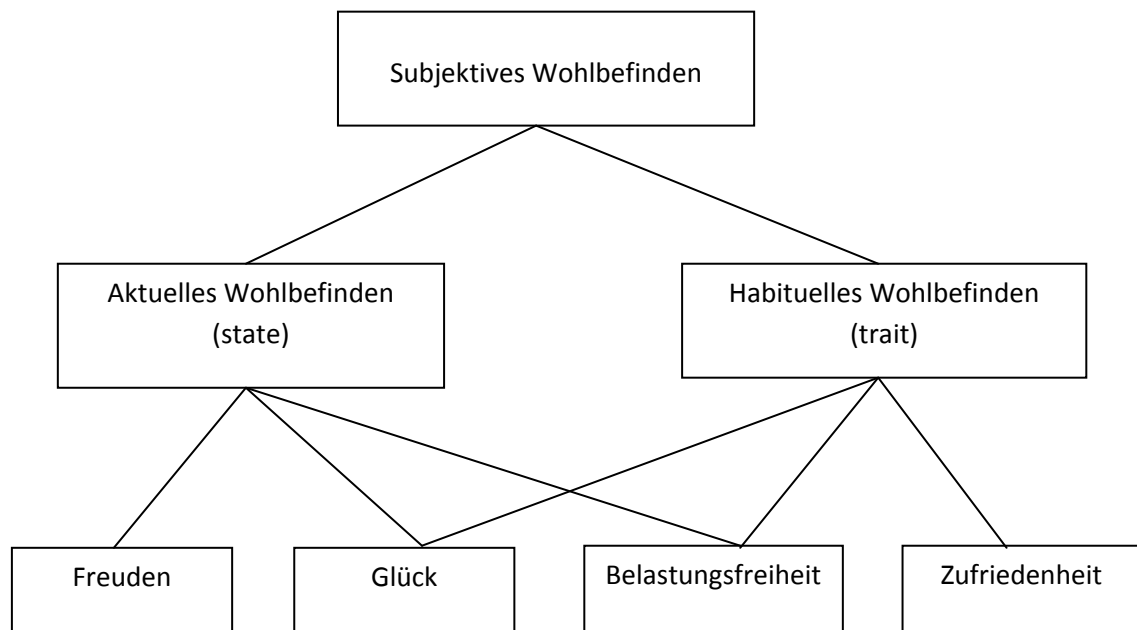 Subjektives Wohlbefinden
Aktuelles Wohlbefinden
(state)
Habituelles Wohlbefinden
(trait)
Freuden
Glück
Belastungsfreiheit
Zufriedenheit